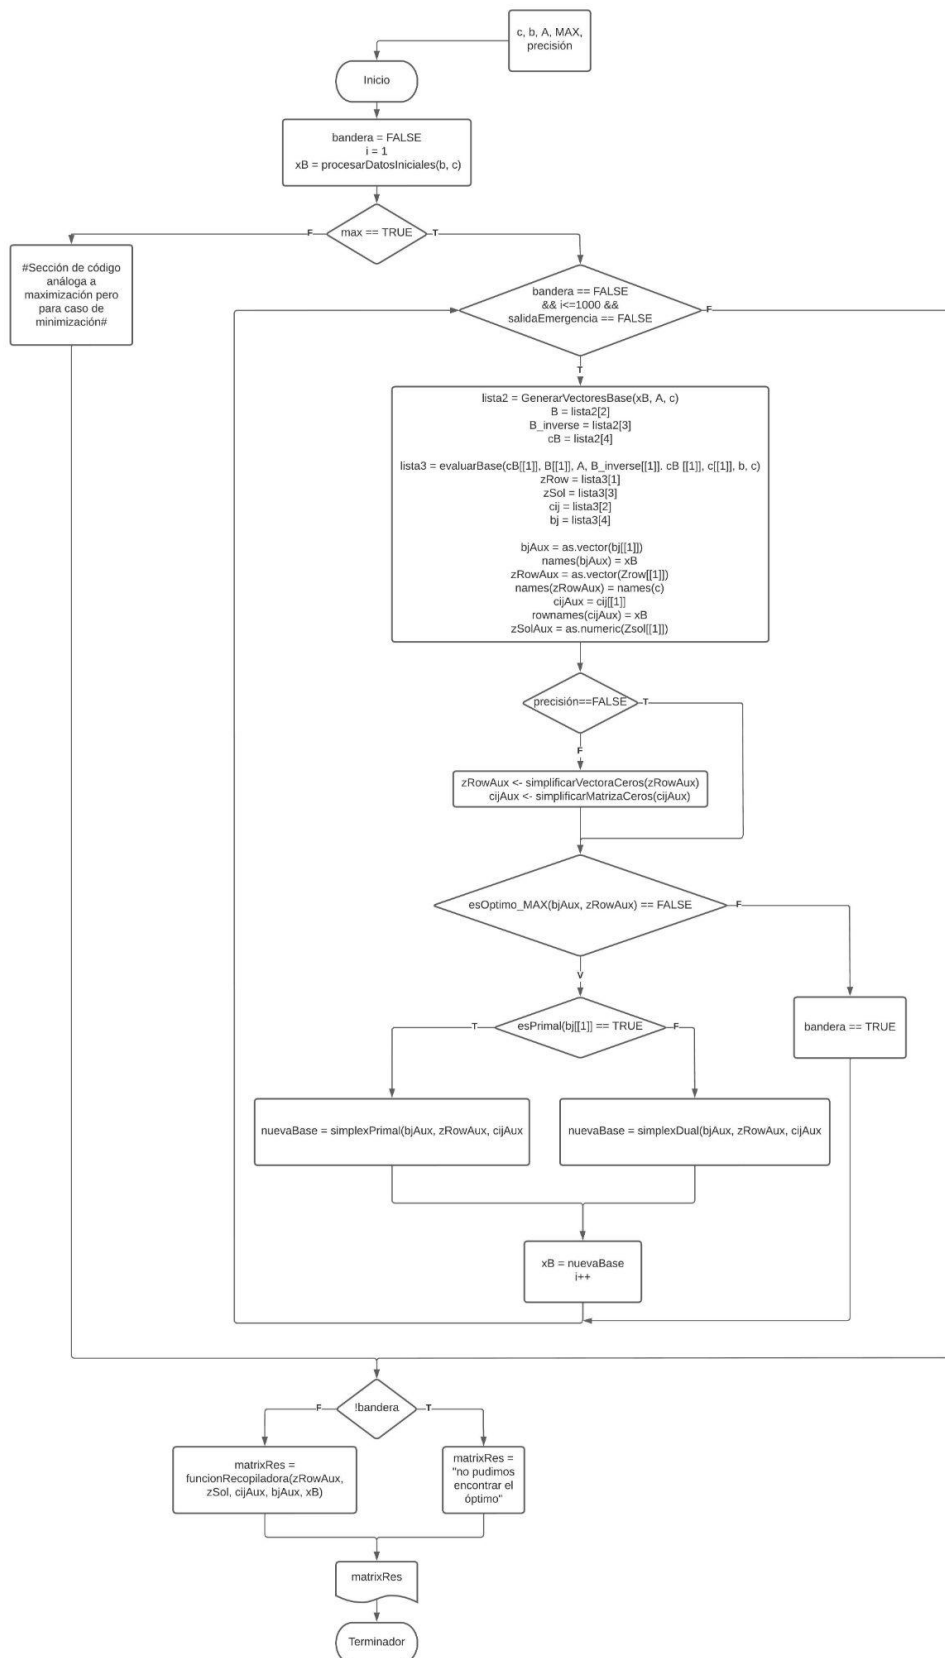 c, b, A, MAX,
precisión
Inicio
bandera = FALSE
i = 1
xB = procesarDatosIniciales(b, c)
max == TRUE
F
T
#Sección de código
análoga a
maximización pero
para caso de
minimización#
bandera == FALSE
&& i<=1000 &&
salidaEmergencia == FALSE
F
T
lista2 = GenerarVectoresBase(xB, A, c)
B = lista2[2]
B_inverse = lista2[3]
cB = lista2[4]
lista3 = evaluarBase(cB[[1]], B[[1]], A, B_inverse[[1]]. cB [[1]], c[[1]], b, c)
zRow = lista3[1]
zSol = lista3[3]
cij = lista3[2]
bj = lista3[4]
bjAux = as.vector(bj[[1]])
names(bjAux) = xB
zRowAux = as.vector(Zrow[[1]])
names(zRowAux) = names(c)
cijAux = cij[[1]]
rownames(cijAux) = xB
zSolAux = as.numeric(Zsol[[1]])
precisión==FALSE
T
F
zRowAux <- simplificarVectoraCeros(zRowAux)
cijAux <- simplificarMatrizaCeros(cijAux)
esOptimo_MAX(bjAux, zRowAux) == FALSE
F
V
esPrimal(bj[[1]] == TRUE
T
F
bandera == TRUE
nuevaBase = simplexPrimal(bjAux, zRowAux, cijAux
nuevaBase = simplexDual(bjAux, zRowAux, cijAux
xB = nuevaBase
i++
!bandera
F
T
matrixRes =
funcionRecopiladora(zRowAux,
zSol, cijAux, bjAux, xB)
matrixRes =
"no pudimos
encontrar el
óptimo"
matrixRes
Terminador